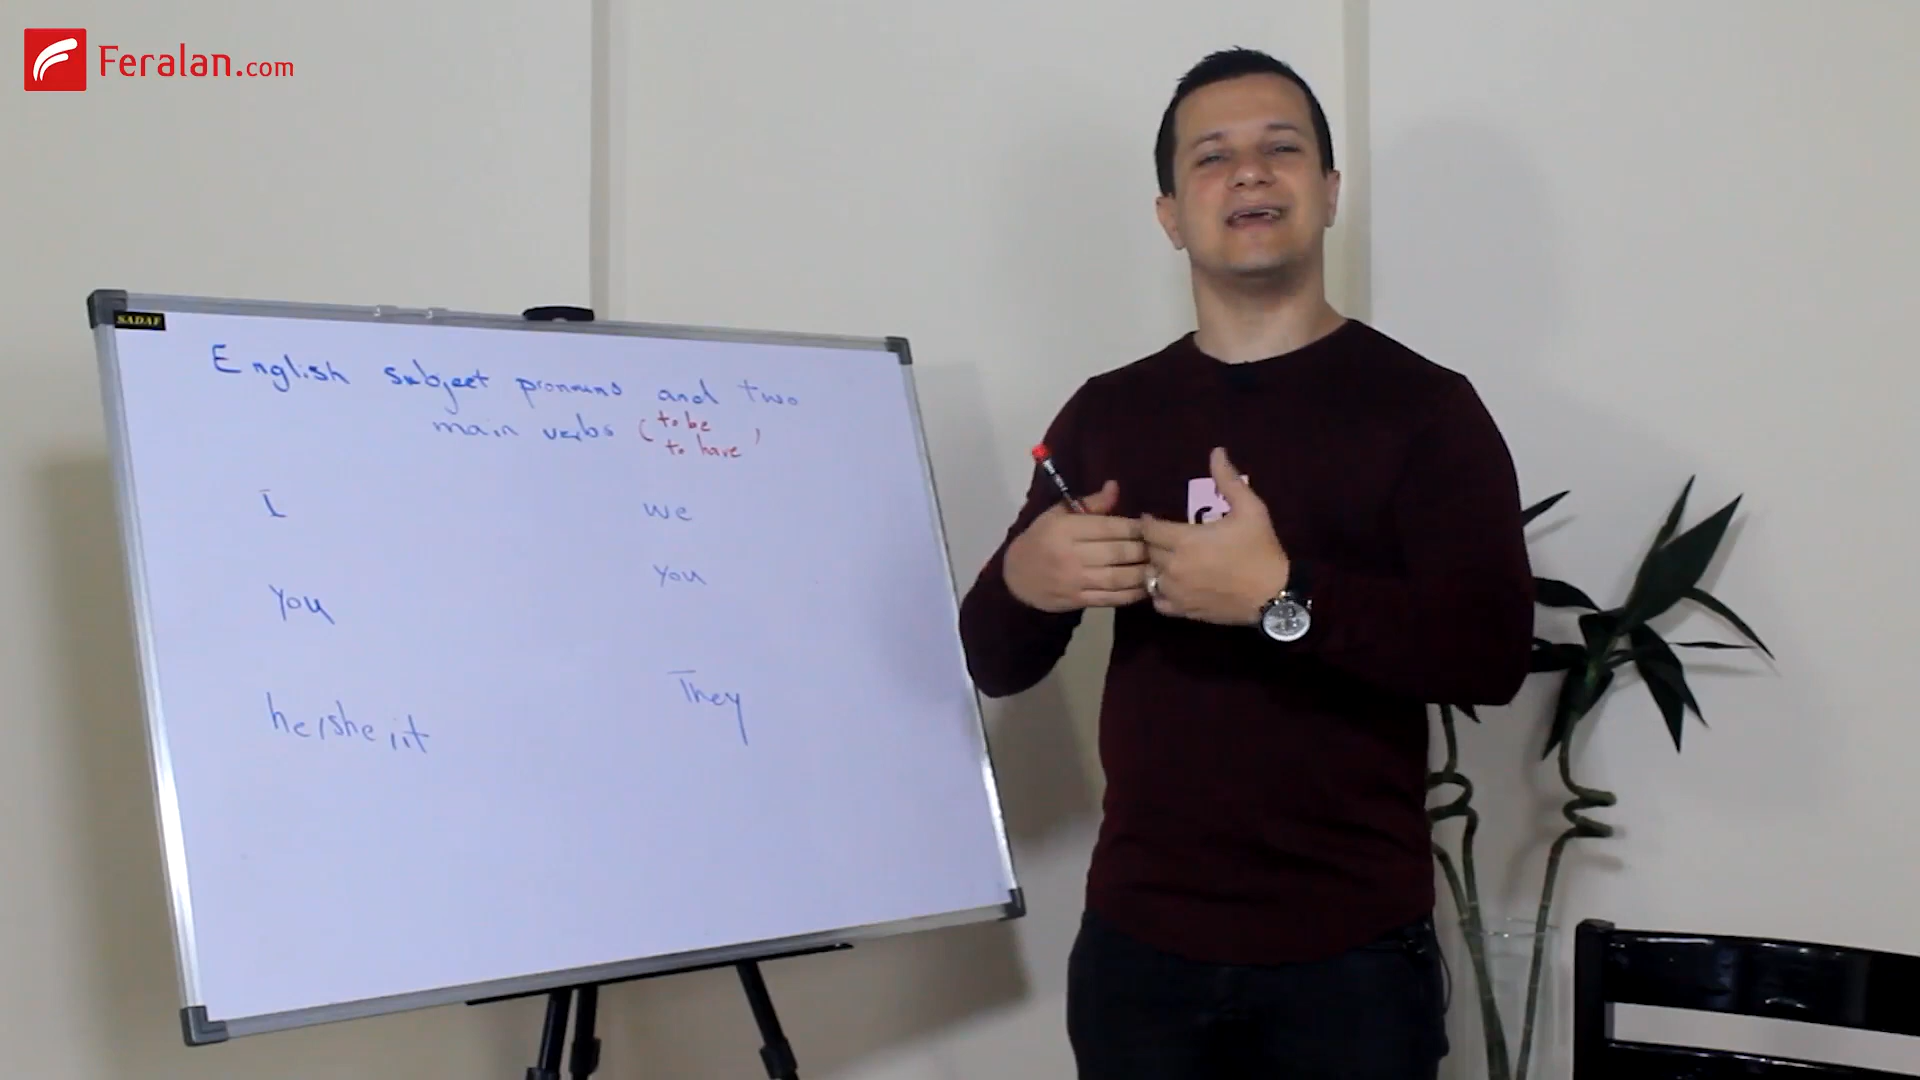 Feralan.com
SADAF
English subject pronouns and two
main verbs (to be
to have)
I
we
you
you
he/she/it
They